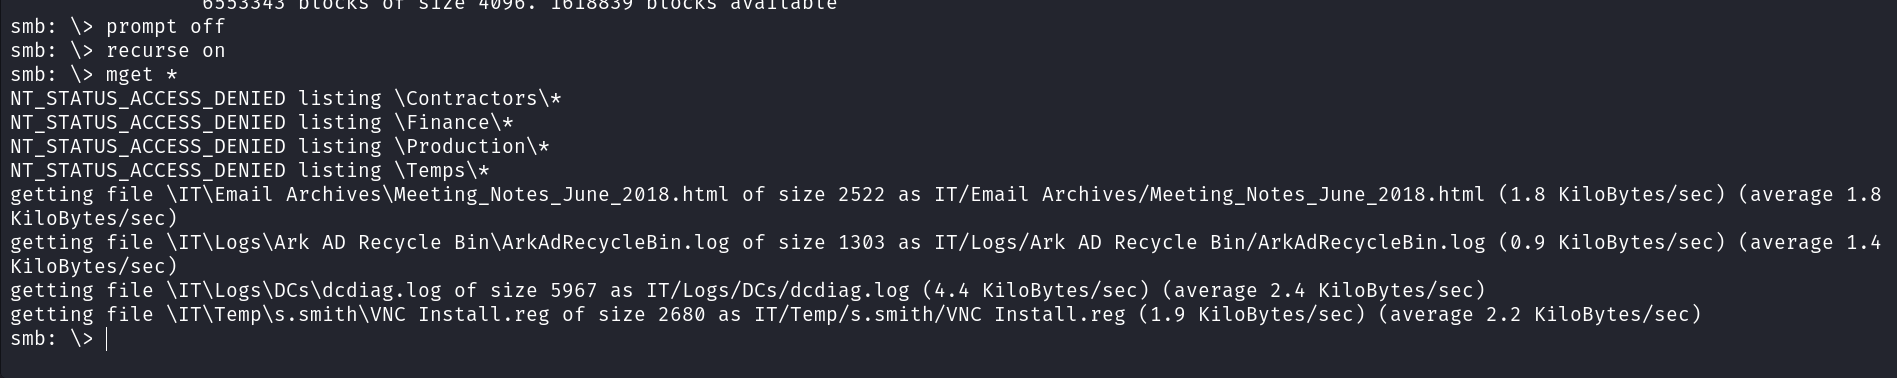 6553343 blocks of size 4096. 1618839 blocks available
smb: \> prompt off
smb: \> recurse on
smb: \> mget *
NT_STATUS_ACCESS_DENIED listing \Contractors\*
NT_STATUS_ACCESS_DENIED listing \Finance\*
NT_STATUS_ACCESS_DENIED listing \Production\*
NT_STATUS_ACCESS_DENIED listing \Temps\*
getting file \IT\Email Archives\Meeting_Notes_June_2018.html of size 2522 as IT/Email Archives/Meeting_Notes_June_2018.html (1.8 KiloBytes/sec) (average 1.8
KiloBytes/sec)
getting file \IT\Logs\Ark AD Recycle Bin\ArkAdRecycleBin.log of size 1303 as IT/Logs/Ark AD Recycle Bin/ArkAdRecycleBin.log (0.9 KiloBytes/sec) (average 1.4
KiloBytes/sec)
getting file \IT\Logs\DCs\dcdiag.log of size 5967 as IT/Logs/DCs/dcdiag.log (4.4 KiloBytes/sec) (average 2.4 KiloBytes/sec)
getting file \IT\Temp\s.smith\VNC Install.reg of size 2680 as IT/Temp/s.smith/VNC Install.reg (1.9 KiloBytes/sec) (average 2.2 KiloBytes/sec)
smb: \>